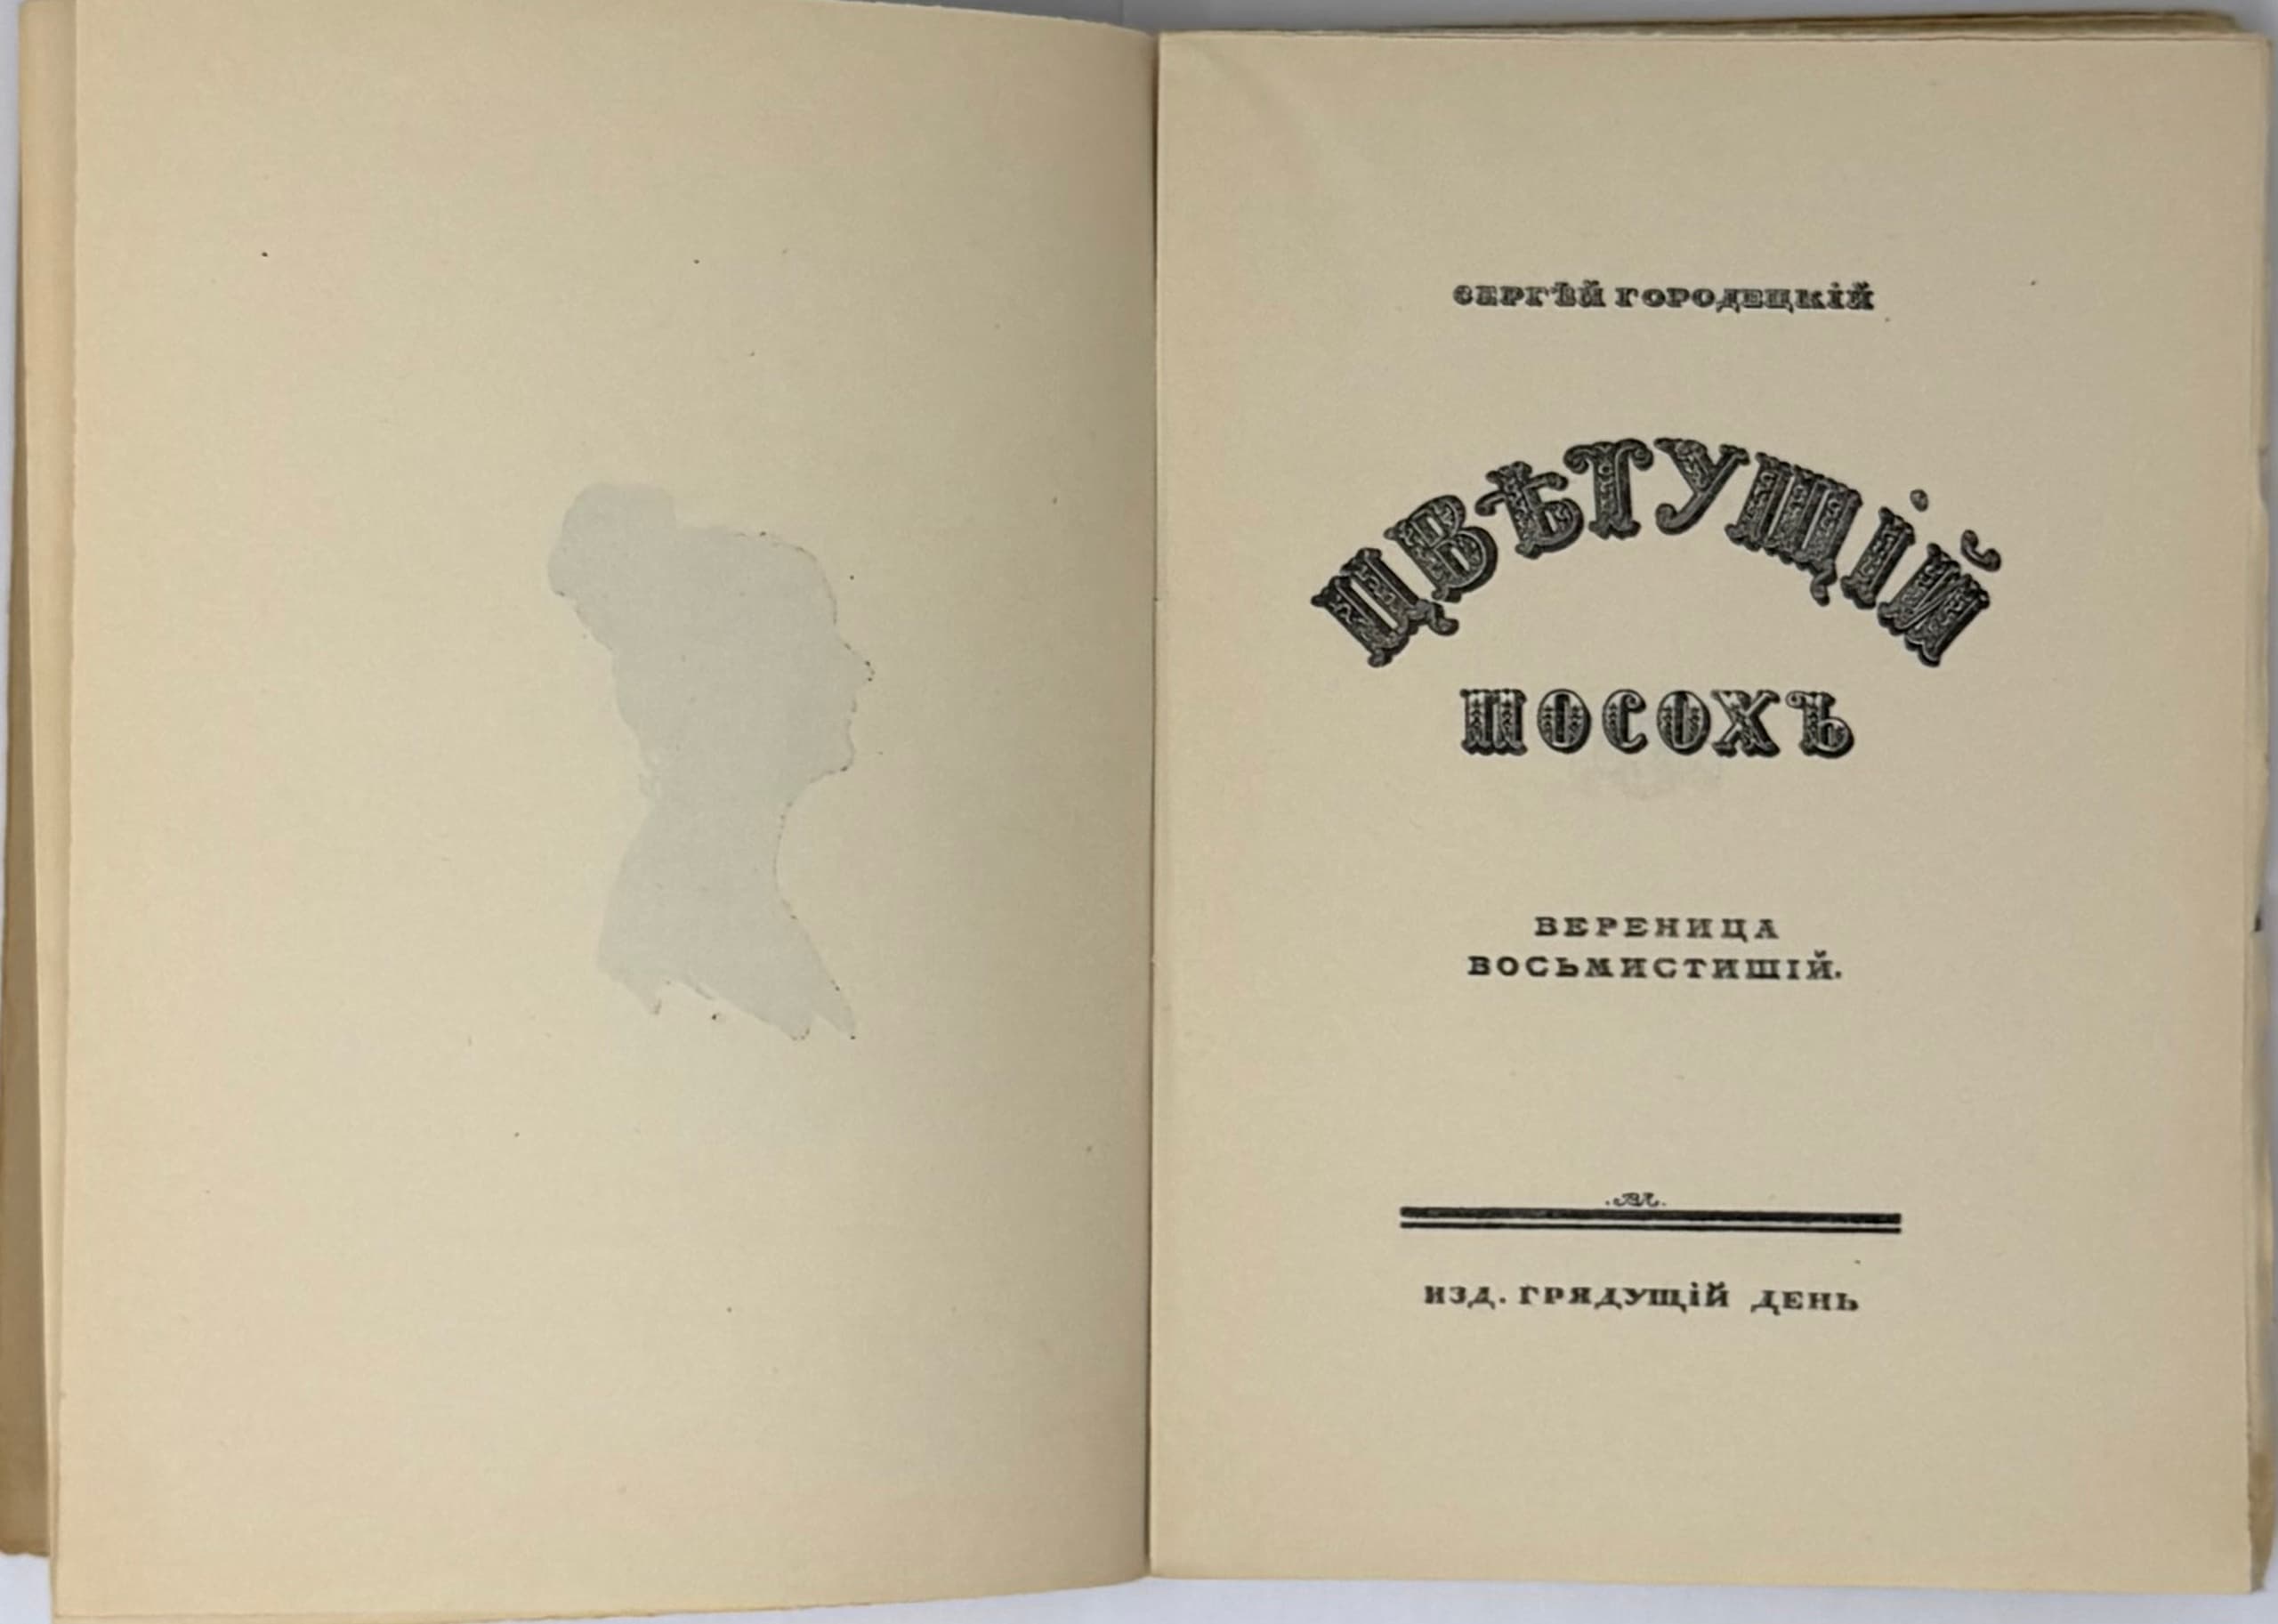 СЕРГѢЙ ГОРОДЕЦКІЙ
ЦВѢТУЩІЙ
ПОСОХЪ
ВЕРЕНИЦА
ВОСЬМИСТИШІЙ.
ИЗД. ГРЯДУЩІЙ ДЕНЬ